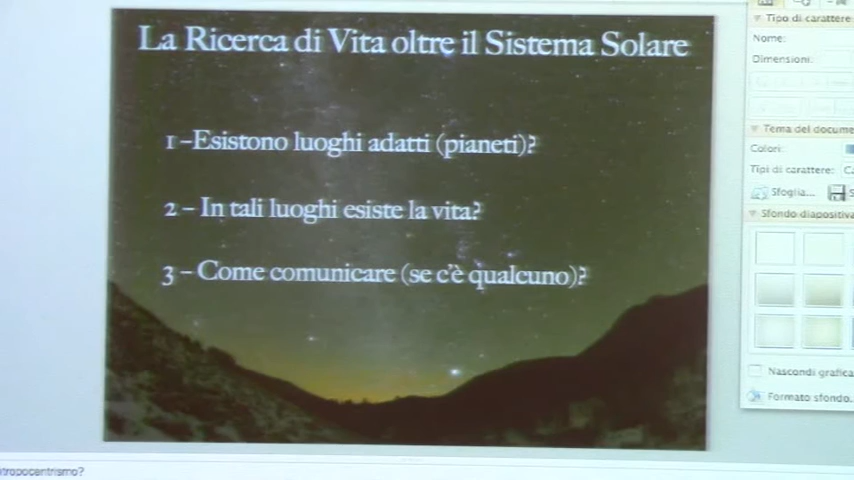 La Ricerca di Vita oltre il Sistema Solare
1 –Esistono luoghi adatti (pianeti)?
2 – In tali luoghi esiste la vita?
3 – Come comunicare (se c'è qualcuno)?
Tipo di carattere
Nome:
Dimensioni:
Tema del docume
Colori:
Tipi di carattere: Ca
Sfoglia... S
Sfondo diapositiva
Nascondi grafica
Formato sfondo.
tropocentrismo?